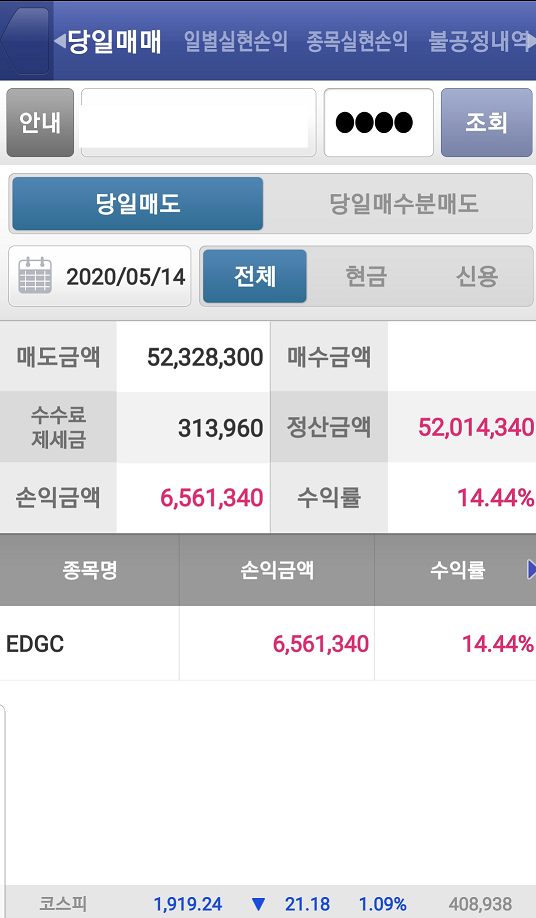 당일매매 일별실현손익 종목실현손익 불공정내역
안내 ●●●● 조회
당일매도 당일매수분매도
2020/05/14 전체 현금 신용
매도금액 52,328,300 매수금액
수수료
제세금 313,960 정산금액 52,014,340
손익금액 6,561,340 수익률 14.44%
종목명 손익금액 수익률
EDGC 6,561,340 14.44%
코스피 1,919.24 ▼ 21.18 1.09% 408,938